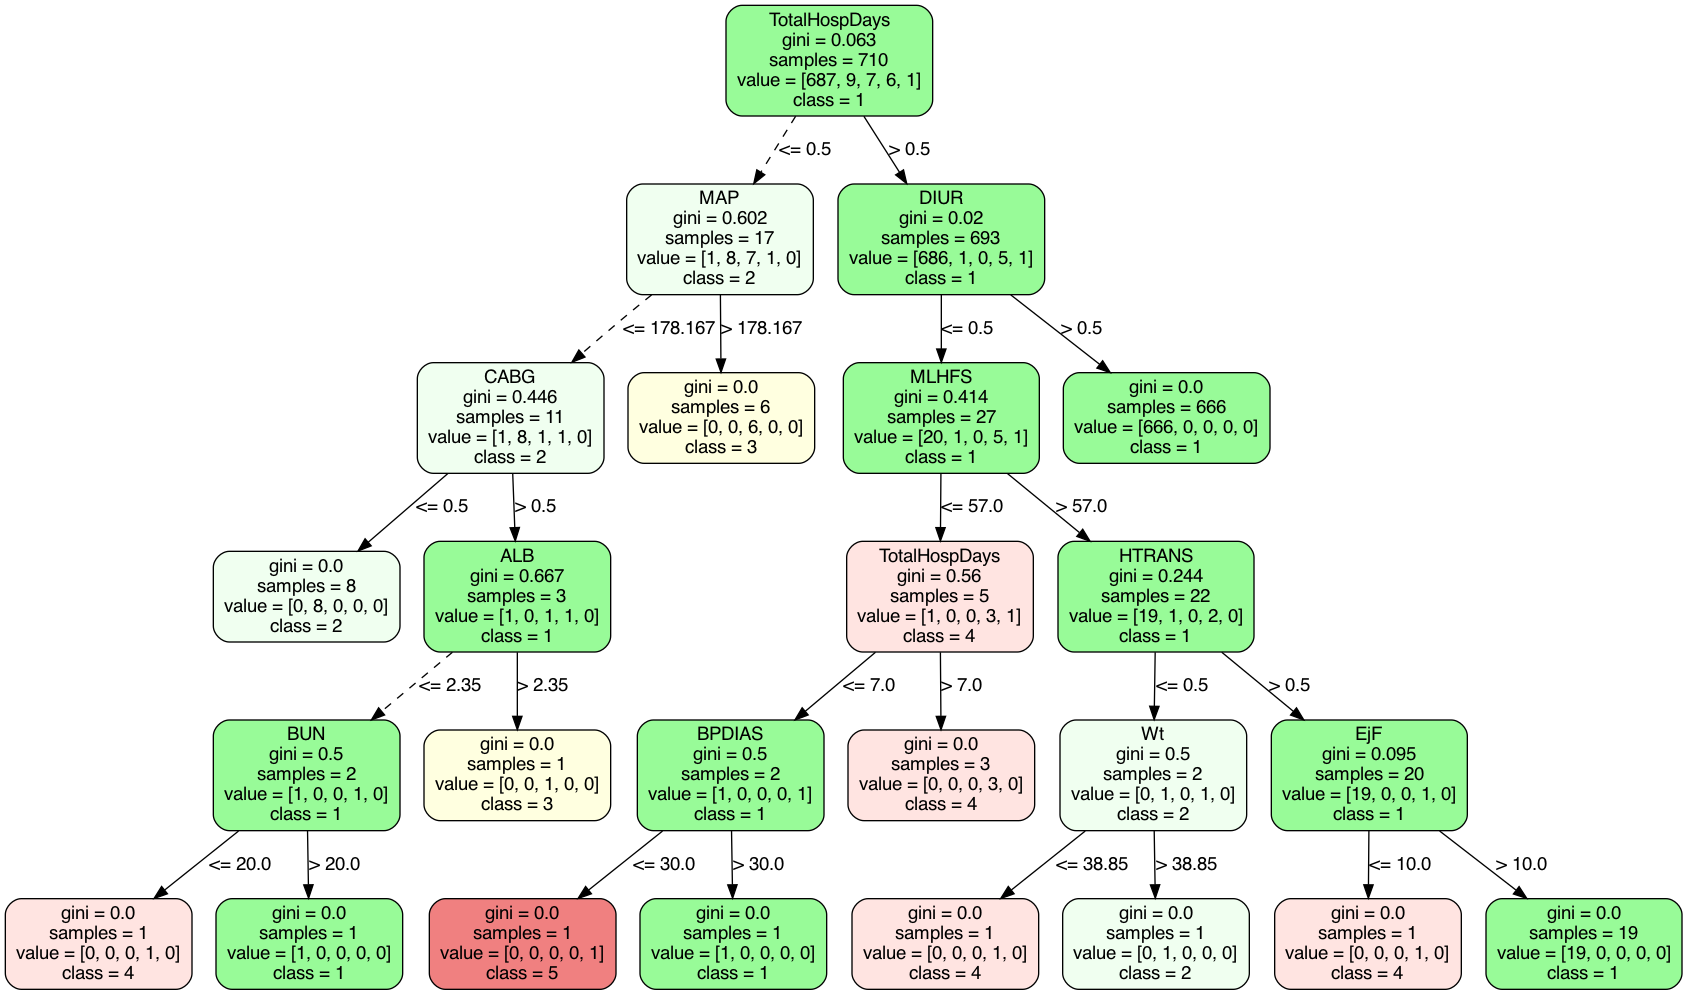 TotalHospDays
gini = 0.063
samples = 710
value = [687, 9, 7, 6, 1]
class = 1
<= 0.5
> 0.5
MAP
gini = 0.602
samples = 17
value = [1, 8, 7, 1, 0]
class = 2
DIUR
gini = 0.02
samples = 693
value = [686, 1, 0, 5, 1]
class = 1
<= 178.167
> 178.167
<= 0.5
> 0.5
CABG
gini = 0.446
samples = 11
value = [1, 8, 1, 1, 0]
class = 2
gini = 0.0
samples = 6
value = [0, 0, 6, 0, 0]
class = 3
MLHFS
gini = 0.414
samples = 27
value = [20, 1, 0, 5, 1]
class = 1
gini = 0.0
samples = 666
value = [666, 0, 0, 0, 0]
class = 1
<= 0.5
> 0.5
<= 57.0
> 57.0
gini = 0.0
samples = 8
value = [0, 8, 0, 0, 0]
class = 2
ALB
gini = 0.667
samples = 3
value = [1, 0, 1, 1, 0]
class = 1
TotalHospDays
gini = 0.56
samples = 5
value = [1, 0, 0, 3, 1]
class = 4
HTRANS
gini = 0.244
samples = 22
value = [19, 1, 0, 2, 0]
class = 1
<= 2.35
> 2.35
<= 7.0
> 7.0
<= 0.5
> 0.5
BUN
gini = 0.5
samples = 2
value = [1, 0, 0, 1, 0]
class = 1
gini = 0.0
samples = 1
value = [0, 0, 1, 0, 0]
class = 3
BPDIAS
gini = 0.5
samples = 2
value = [1, 0, 0, 0, 1]
class = 1
gini = 0.0
samples = 3
value = [0, 0, 0, 3, 0]
class = 4
Wt
gini = 0.5
samples = 2
value = [0, 1, 0, 1, 0]
class = 2
EjF
gini = 0.095
samples = 20
value = [19, 0, 0, 1, 0]
class = 1
<= 20.0
> 20.0
<= 30.0
> 30.0
<= 38.85
> 38.85
<= 10.0
> 10.0
gini = 0.0
samples = 1
value = [0, 0, 0, 1, 0]
class = 4
gini = 0.0
samples = 1
value = [1, 0, 0, 0, 0]
class = 1
gini = 0.0
samples = 1
value = [0, 0, 0, 0, 1]
class = 5
gini = 0.0
samples = 1
value = [1, 0, 0, 0, 0]
class = 1
gini = 0.0
samples = 1
value = [0, 0, 0, 1, 0]
class = 4
gini = 0.0
samples = 1
value = [0, 1, 0, 0, 0]
class = 2
gini = 0.0
samples = 1
value = [0, 0, 0, 1, 0]
class = 4
gini = 0.0
samples = 19
value = [19, 0, 0, 0, 0]
class = 1